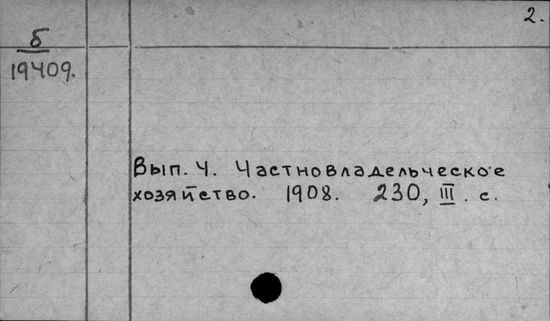 2.
б
19409.
Вып. 4. Частновладельческое
хозяйство. 1908. 230, III. с.